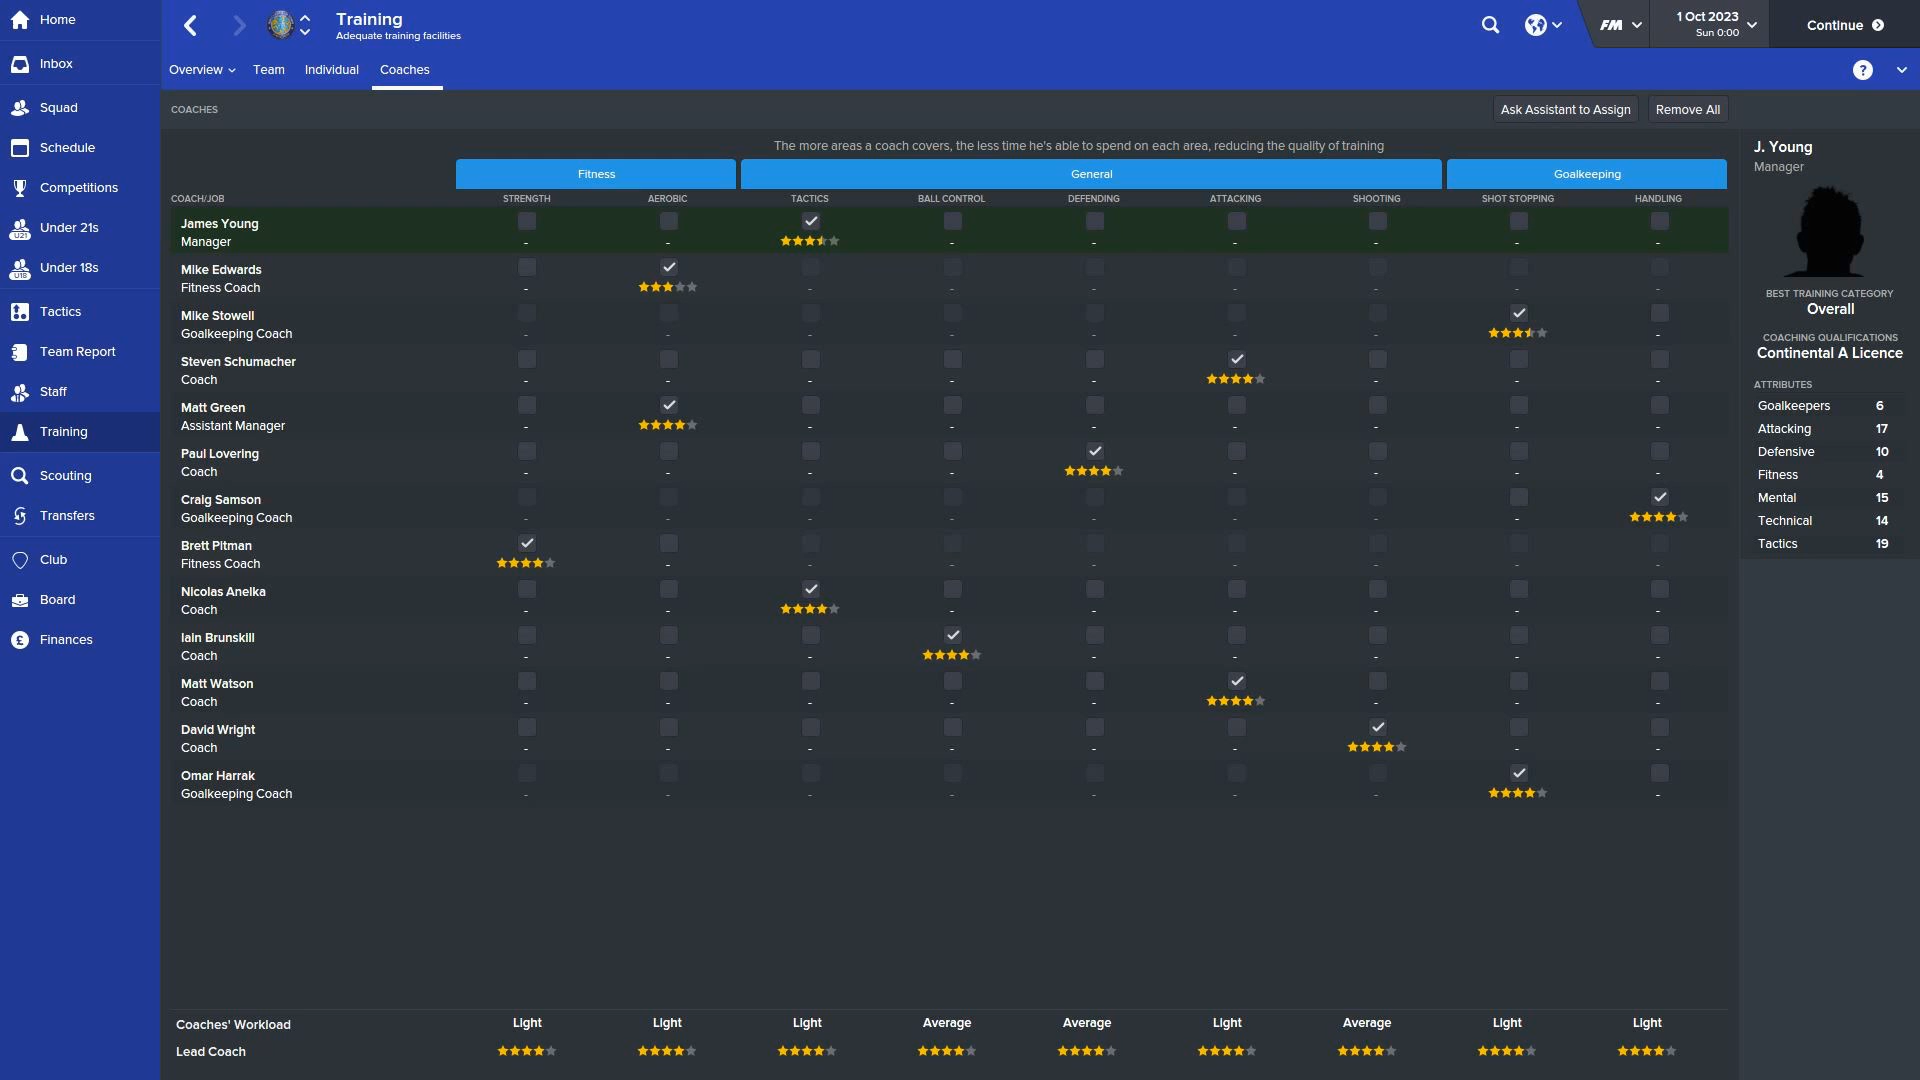 Home
Inbox
Squad
Schedule
Competitions
U21
Under 21s
U18
Under 18s
Tactics
Team Report
Staff
Training
Scouting
Transfers
Club
Board
£
Finances
Training
Adequate training facilities
FM
1 Oct 2023
Sun 0:00
Continue
Overview Team Individual Coaches
?
COACHES
Ask Assistant to Assign Remove All
The more areas a coach covers, the less time he's able to spend on each area, reducing the quality of training
Fitness General Goalkeeping
COACH/JOB STRENGTH AEROBIC TACTICS BALL CONTROL DEFENDING ATTACKING SHOOTING SHOT STOPPING HANDLING
James Young
Manager - - - - - - - -
Mike Edwards
Fitness Coach - - - - - - - -
Mike Stowell
Goalkeeping Coach - - - - - - - -
Steven Schumacher
Coach - - - - - - - -
Matt Green
Assistant Manager - - - - - - - -
Paul Lovering
Coach - - - - - - - -
Craig Samson
Goalkeeping Coach - - - - - - - -
Brett Pitman
Fitness Coach - - - - - - - -
Nicolas Anelka
Coach - - - - - - - -
Iain Brunskill
Coach - - - - - - - -
Matt Watson
Coach - - - - - - - -
David Wright
Coach - - - - - - - -
Omar Harrak
Goalkeeping Coach - - - - - - - -
Coaches' Workload Light Light Light Average Average Light Average Light Light
Lead Coach
J. Young
Manager
BEST TRAINING CATEGORY
Overall
COACHING QUALIFICATIONS
Continental A Licence
ATTRIBUTES
Goalkeepers 6
Attacking 17
Defensive 10
Fitness 4
Mental 15
Technical 14
Tactics 19